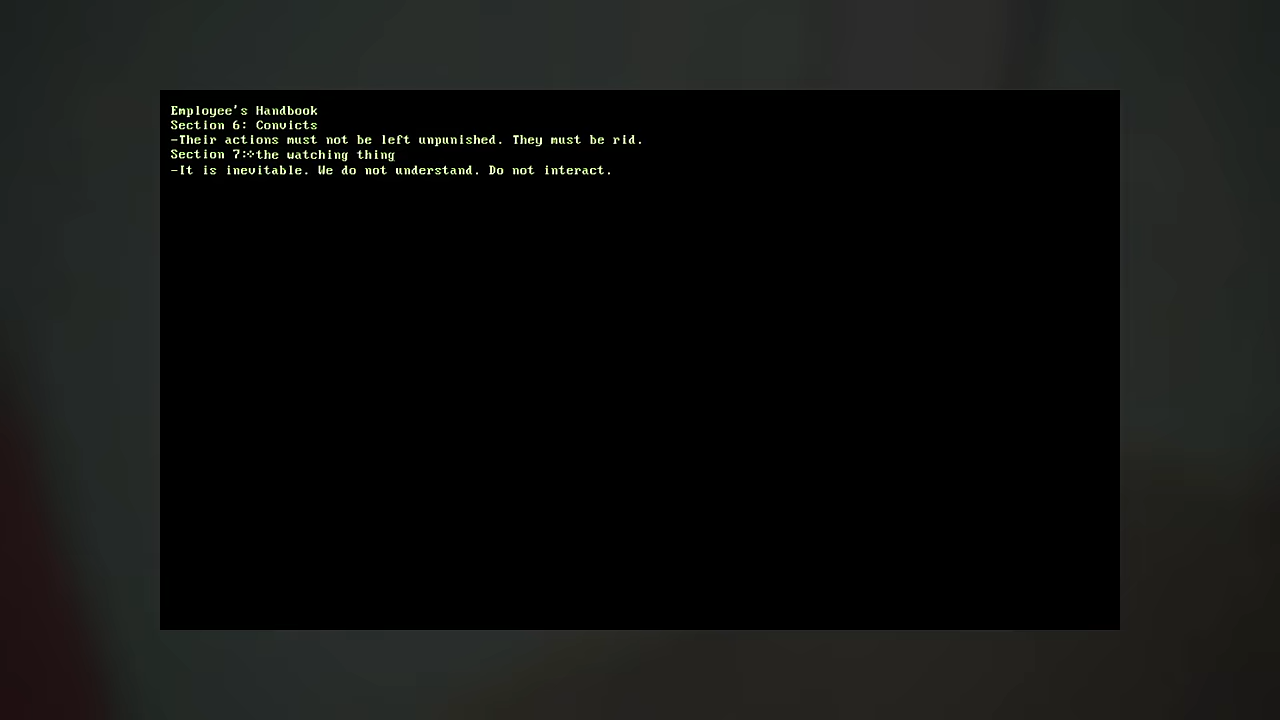 Employee's Handbook
Section 6: Convicts
-Their actions must not be left unpunished. They must be rid.
Section 7:⁘the watching thing
-It is inevitable. We do not understand. Do not interact.